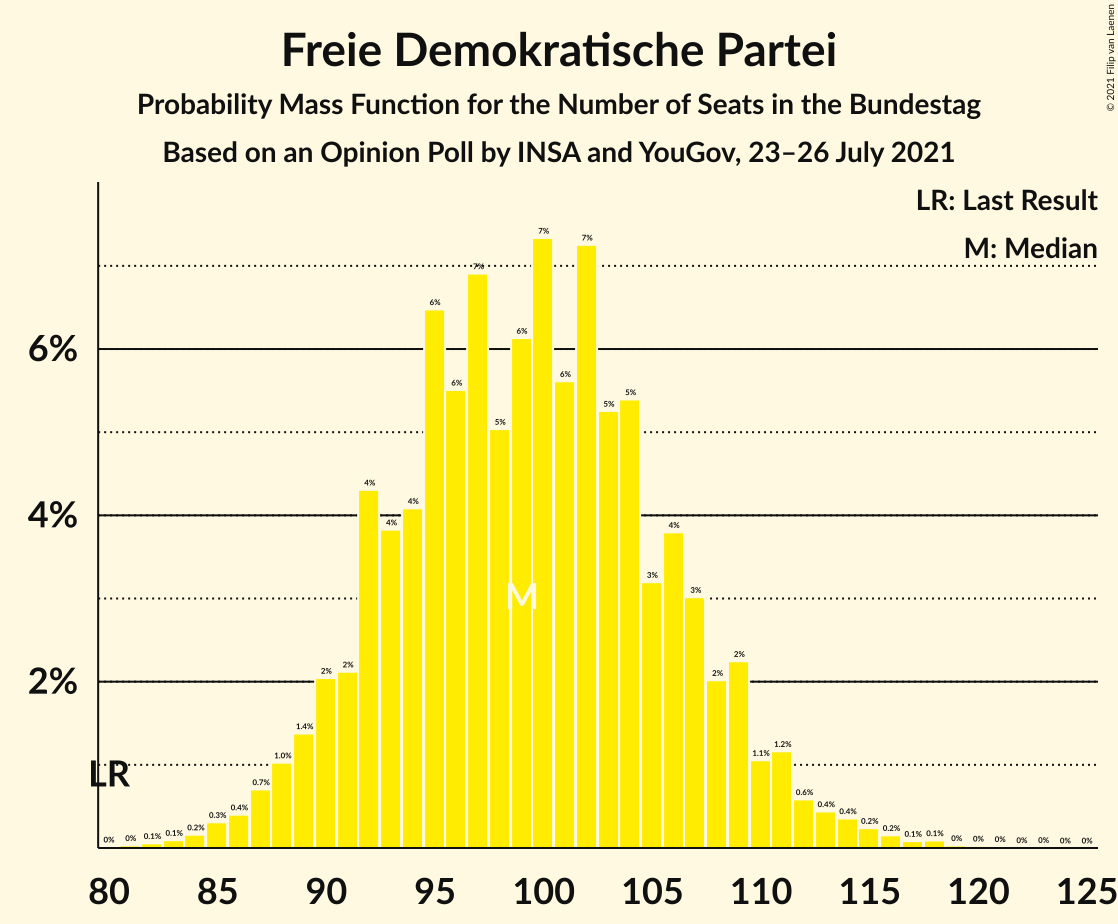 Freie Demokratische Partei
Probability Mass Function for the Number of Seats in the Bundestag
Based on an Opinion Poll by INSA and YouGov, 23–26 July 2021
© 2021 Filip van Laenen
LR: Last Result
M: Median
6%
4%
2%
LR
M
0% 0% 0.1% 0.1% 0.2% 0.3% 0.4% 0.7% 1.0% 1.4% 2% 2% 4% 4% 4% 6% 6% 7% 5% 6% 7% 6% 7% 5% 5% 3% 4% 3% 2% 2% 1.1% 1.2% 0.6% 0.4% 0.4% 0.2% 0.2% 0.1% 0.1% 0% 0% 0% 0% 0% 0% 0%
80 85 90 95 100 105 110 115 120 125